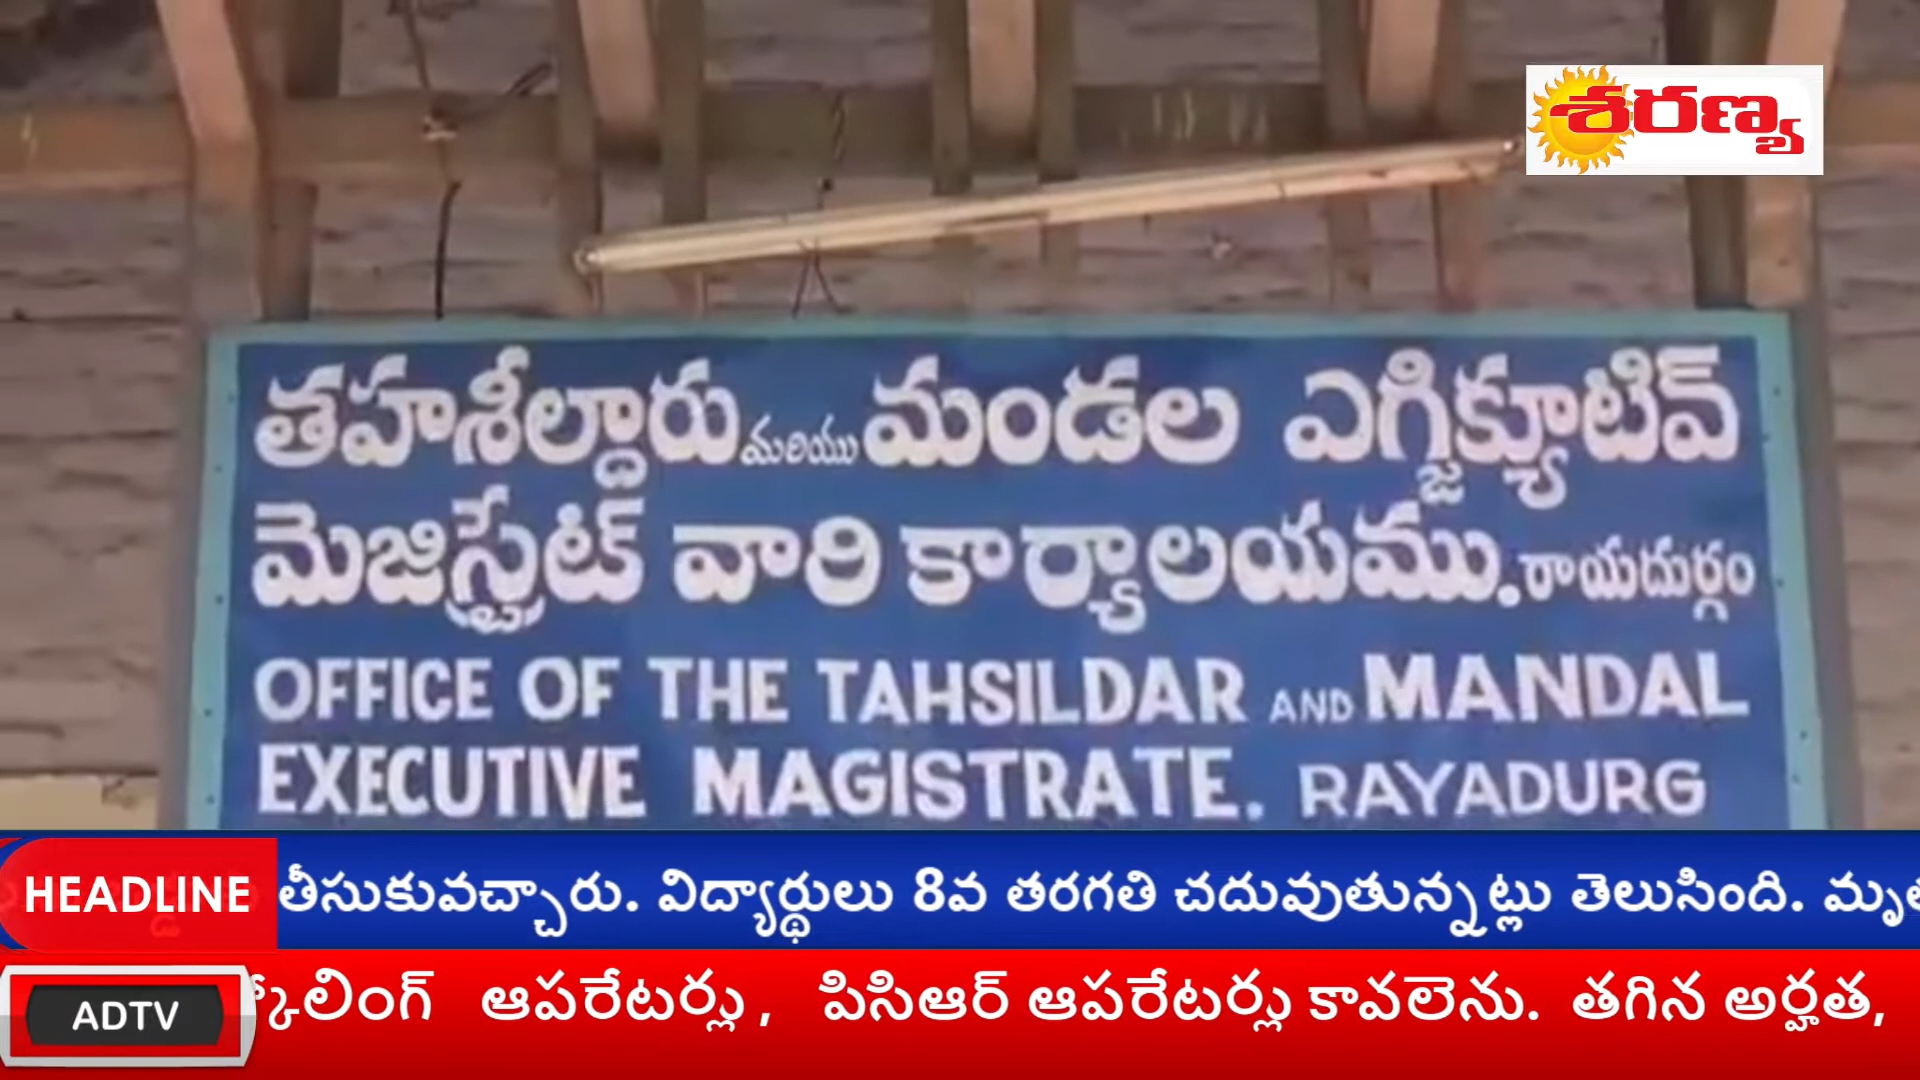 శరణ్య
తహశీల్దారు మరియు మండల ఎగ్జిక్యూటివ్
మెజిస్ట్రేట్ వారి కార్యాలయము. రాయదుర్గం
OFFICE OF THE TAHSILDAR AND MANDAL
EXECUTIVE MAGISTRATE. RAYADURG
HEADLINE తీసుకువచ్చారు. విద్యార్థులు 8వ తరగతి చదువుతున్నట్లు తెలుసింది.
ADTV ఆపరేటర్లు, పిసిఆర్ ఆపరేటర్లు కావలెను. తగిన అర్హత,